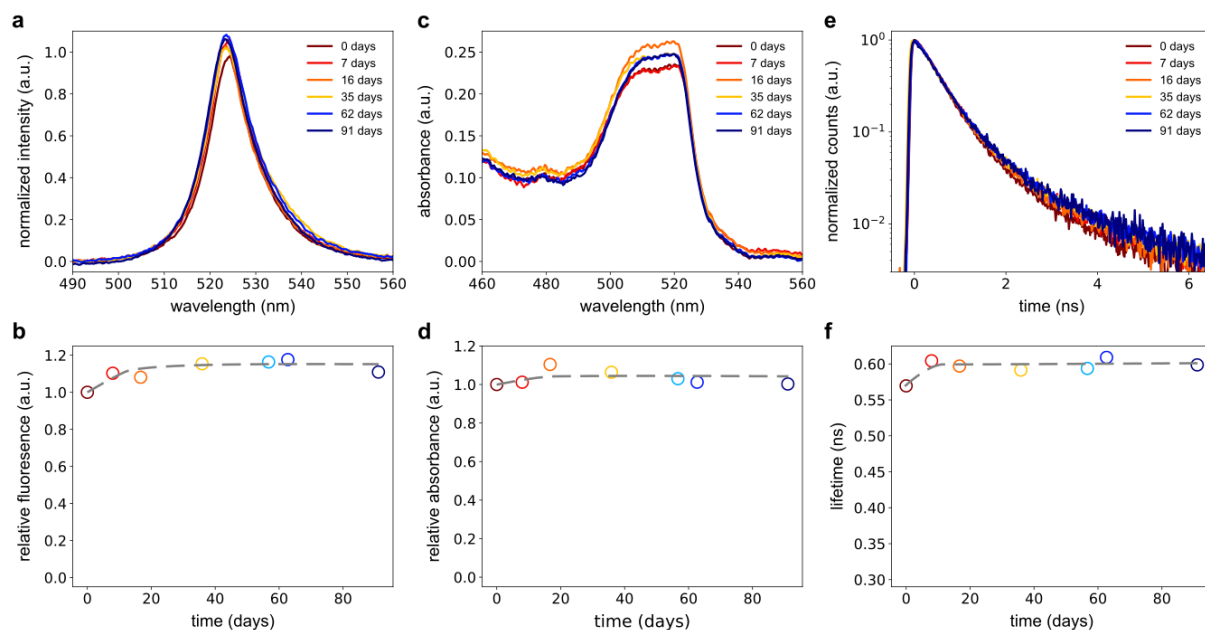 a
normalized intensity (a.u.)
1.0
0.8
0.6
0.4
0.2
0.0
490 500 510 520 530 540 550 560
wavelength (nm)
0 days
7 days
16 days
35 days
62 days
91 days
c
absorbance (a.u.)
0.25
0.20
0.15
0.10
0.05
0.00
460 480 500 520 540 560
wavelength (nm)
0 days
7 days
16 days
35 days
62 days
91 days
e
normalized counts (a.u.)
10⁰
10⁻¹
10⁻²
0 2 4 6
time (ns)
0 days
7 days
16 days
35 days
62 days
91 days
b
relative fluoresence (a.u.)
1.2
1.0
0.8
0.6
0.4
0.2
0.0
0 20 40 60 80
time (days)
d
relative absorbance (a.u.)
1.2
1.0
0.8
0.6
0.4
0.2
0.0
0 20 40 60 80
time (days)
f
lifetime (ns)
0.60
0.55
0.50
0.45
0.40
0.35
0.30
0 20 40 60 80
time (days)